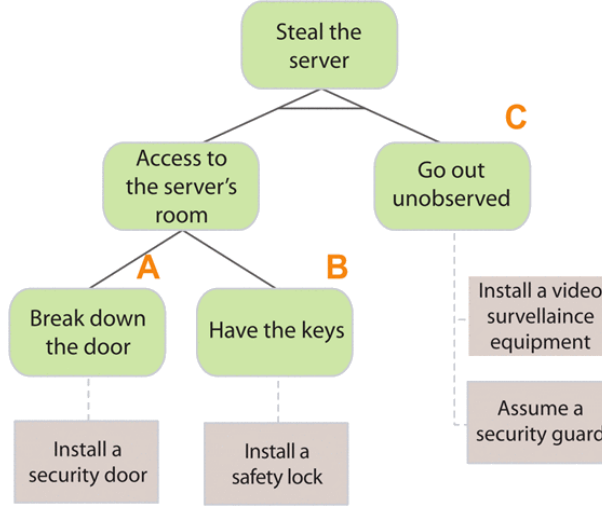 Steal the
server
C
Access to
the server's
room
Go out
unobserved
A
B
Break down
the door
Have the keys
Install a video
survellaince
equipment
Install a
security door
Install a
safety lock
Assume a
security guard